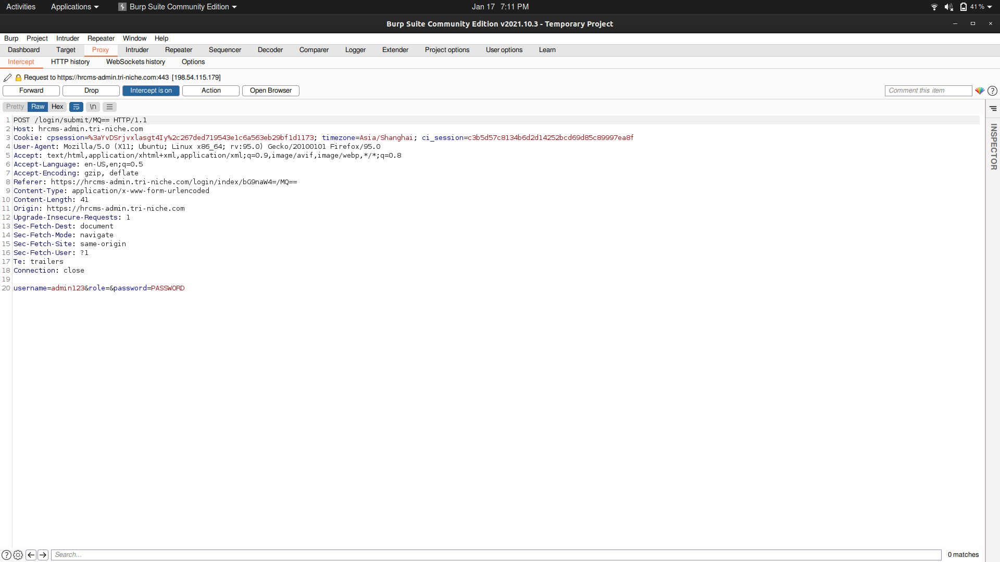 Activities Applications Burp Suite Community Edition Jan 17 7:11 PM 41 %
Burp Suite Community Edition v2021.10.3 - Temporary Project
Burp Project Intruder Repeater Window Help
Dashboard Target Proxy Intruder Repeater Sequencer Decoder Comparer Logger Extender Project options User options Learn
Intercept HTTP history WebSockets history Options
Request to https://hrcms-admin.tri-niche.com:443 [198.54.115.179]
Forward Drop Intercept is on Action Open Browser Comment this item ?
Pretty Raw Hex \n
INSPECTOR
1 POST /login/submit/MQ== HTTP/1.1
2 Host: hrcms-admin.tri-niche.com
3 Cookie: cpsession=%3aYvDSrjvxlasgt4Iy%2c267ded719543e1c6a563eb29bf1d1173; timezone=Asia/Shanghai; ci_session=c3b5d57c8134b6d2d14252bcd69d85c89997ea8f
4 User-Agent: Mozilla/5.0 (X11; Ubuntu; Linux x86_64; rv:95.0) Gecko/20100101 Firefox/95.0
5 Accept: text/html,application/xhtml+xml,application/xml;q=0.9,image/avif,image/webp,*/*;q=0.8
6 Accept-Language: en-US,en;q=0.5
7 Accept-Encoding: gzip, deflate
8 Referer: https://hrcms-admin.tri-niche.com/login/index/bG9naW4=/MQ==
9 Content-Type: application/x-www-form-urlencoded
10 Content-Length: 41
11 Origin: https://hrcms-admin.tri-niche.com
12 Upgrade-Insecure-Requests: 1
13 Sec-Fetch-Dest: document
14 Sec-Fetch-Mode: navigate
15 Sec-Fetch-Site: same-origin
16 Sec-Fetch-User: ?1
17 Te: trailers
18 Connection: close
19
20 username=admin123&role=&password=PASSWORD
? Search... 0 matches